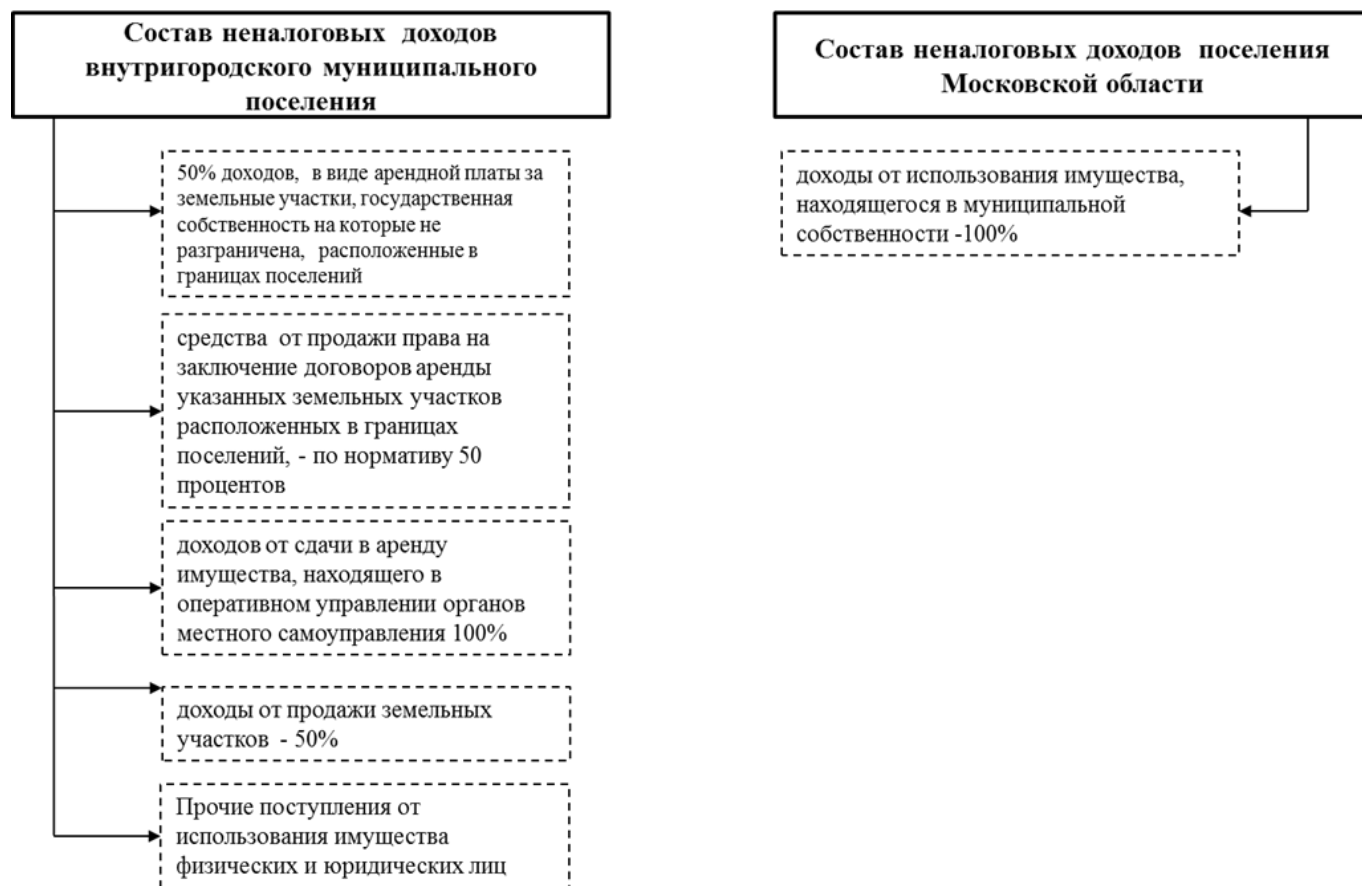 Состав неналоговых доходов
внутригородского муниципального
поселения
50% доходов, в виде арендной платы за
земельные участки, государственная
собственность на которые не
разграничена, расположенные в
границах поселений
средства от продажи права на
заключение договоров аренды
указанных земельных участков
расположенных в границах
поселений, - по нормативу 50
процентов
доходов от сдачи в аренду
имущества, находящего в
оперативном управлении органов
местного самоуправления 100%
доходы от продажи земельных
участков - 50%
Прочие поступления от
использования имущества
физических и юридических лиц
Состав неналоговых доходов поселения
Московской области
доходы от использования имущества,
находящегося в муниципальной
собственности -100%